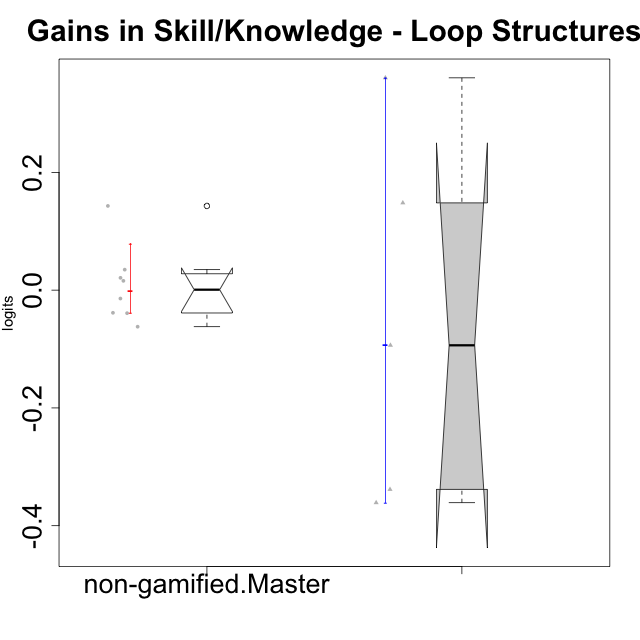 Gains in Skill/Knowledge - Loop Structures
0.2
0.0
-0.2
-0.4
logits
non-gamified.Master